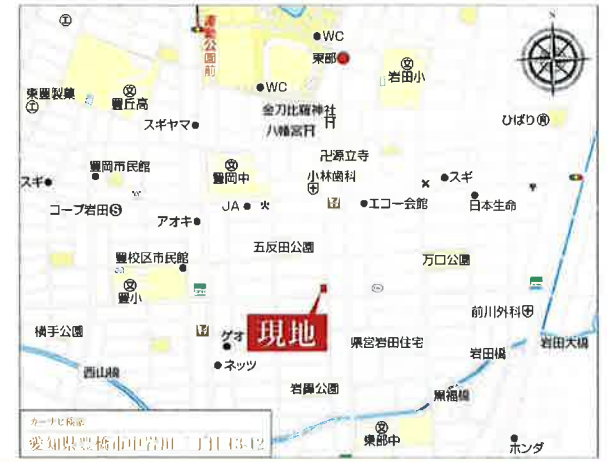 N
WC
東部
運動公園前
岩田小
東豊製菓
豊丘高
WC
金刀比羅神社
八幡宮
ひばり
スギヤマ
卍源立寺
豊岡市民館
豊岡中
小林歯科
スギ
スギ
JA
エコー会館
日本生命
コープ岩田S
アオキ
五反田公園
万口公園
豊校区市民館
豊小
前川外科
横手公園
ゲオ
現地
県営岩田住宅
岩田橋
岩田大橋
ネッツ
西山橋
岩鼻公園
黒福橋
カーナビ検索
愛知県豊橋市中岩田二丁目13-12
東部中
ホンダ